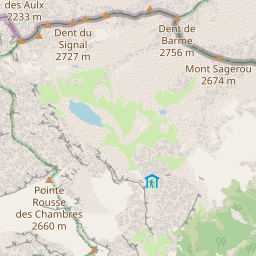 des Aulx
2233 m
Dent du
Signal
2727 m
Dent de
Barme
2756 m
Mont Sagerou
2674 m
Pointe
Rousse
des Chambres
2660 m